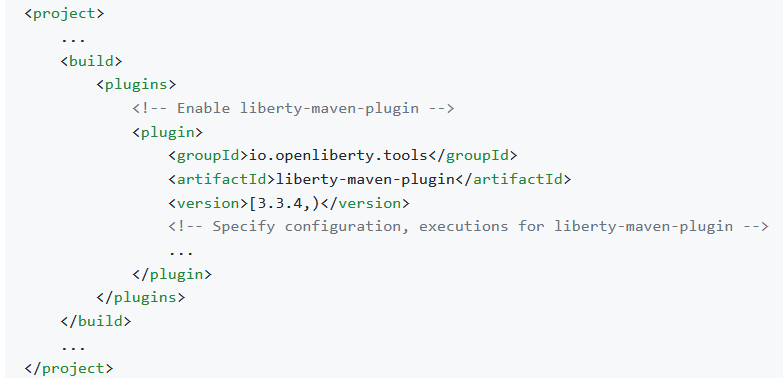 <project>
    ...
    <build>
        <plugins>
            <!-- Enable liberty-maven-plugin -->
            <plugin>
                <groupId>io.openliberty.tools</groupId>
                <artifactId>liberty-maven-plugin</artifactId>
                <version>[3.3.4,)</version>
                <!-- Specify configuration, executions for liberty-maven-plugin -->
                ...
            </plugin>
        </plugins>
    </build>
    ...
</project>